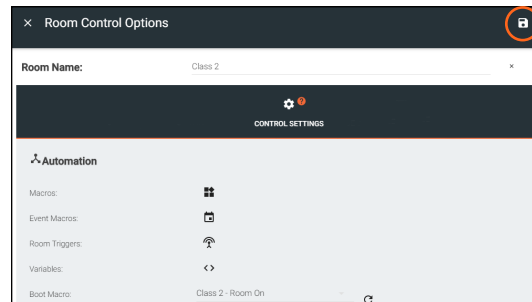 × Room Control Options
Room Name: Class 2 ×
?
CONTROL SETTINGS
Automation
Macros:
Event Macros:
Room Triggers:
Variables:
Boot Macro: Class 2 - Room On